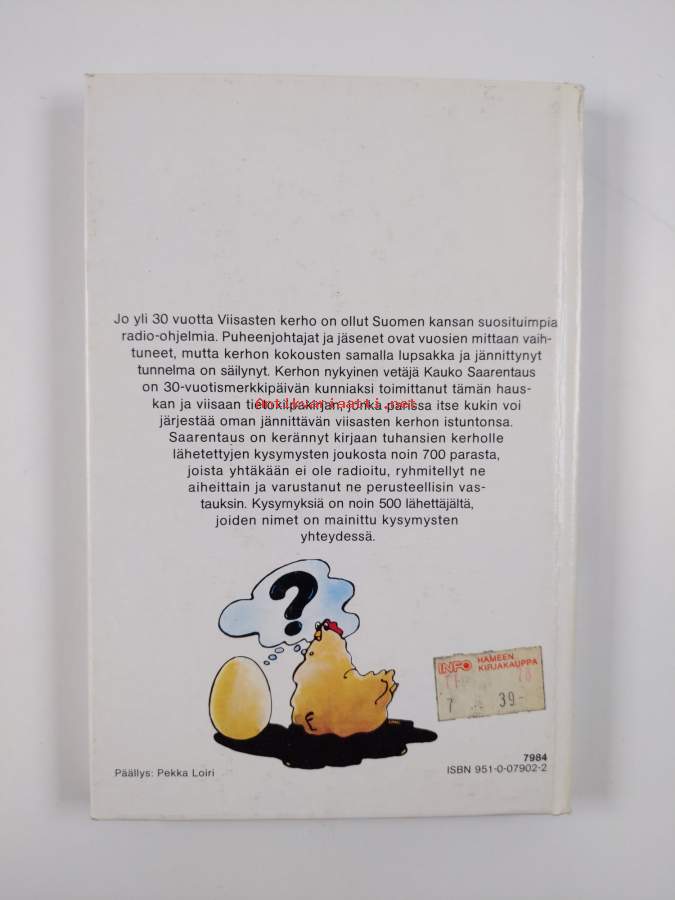 Jo yli 30 vuotta Viisasten kerho on ollut Suomen kansan suosituimpia
radio-ohjelmia. Puheenjohtajat ja jäsenet ovat vuosien mittaan vaih-
tuneet, mutta kerhon kokousten samalla lupsakka ja jännittynyt
tunnelma on säilynyt. Kerhon nykyinen vetäjä Kauko Saarentaus
on 30-vuotismerkkipäivän kunniaksi toimittanut tämän haus-
kan ja viisaan tietokilpakirjan, jonka parissa itse kukin voi
järjestää oman jännittävän viisasten kerhon istuntonsa.
Saarentaus on kerännyt kirjaan tuhansien kerholle
lähetettyjen kysymysten joukosta noin 700 parasta,
joista yhtäkään ei ole radioitu, ryhmitellyt ne
aiheittain ja varustanut ne perusteellisin vas-
tauksin. Kysymyksiä on noin 500 lähettäjältä,
joiden nimet on mainittu kysymysten
yhteydessä.
?
INFO HÄMEEN
KIRJAKAUPPA
7 39-
Päällys: Pekka Loiri
7984
ISBN 951-0-07902-2